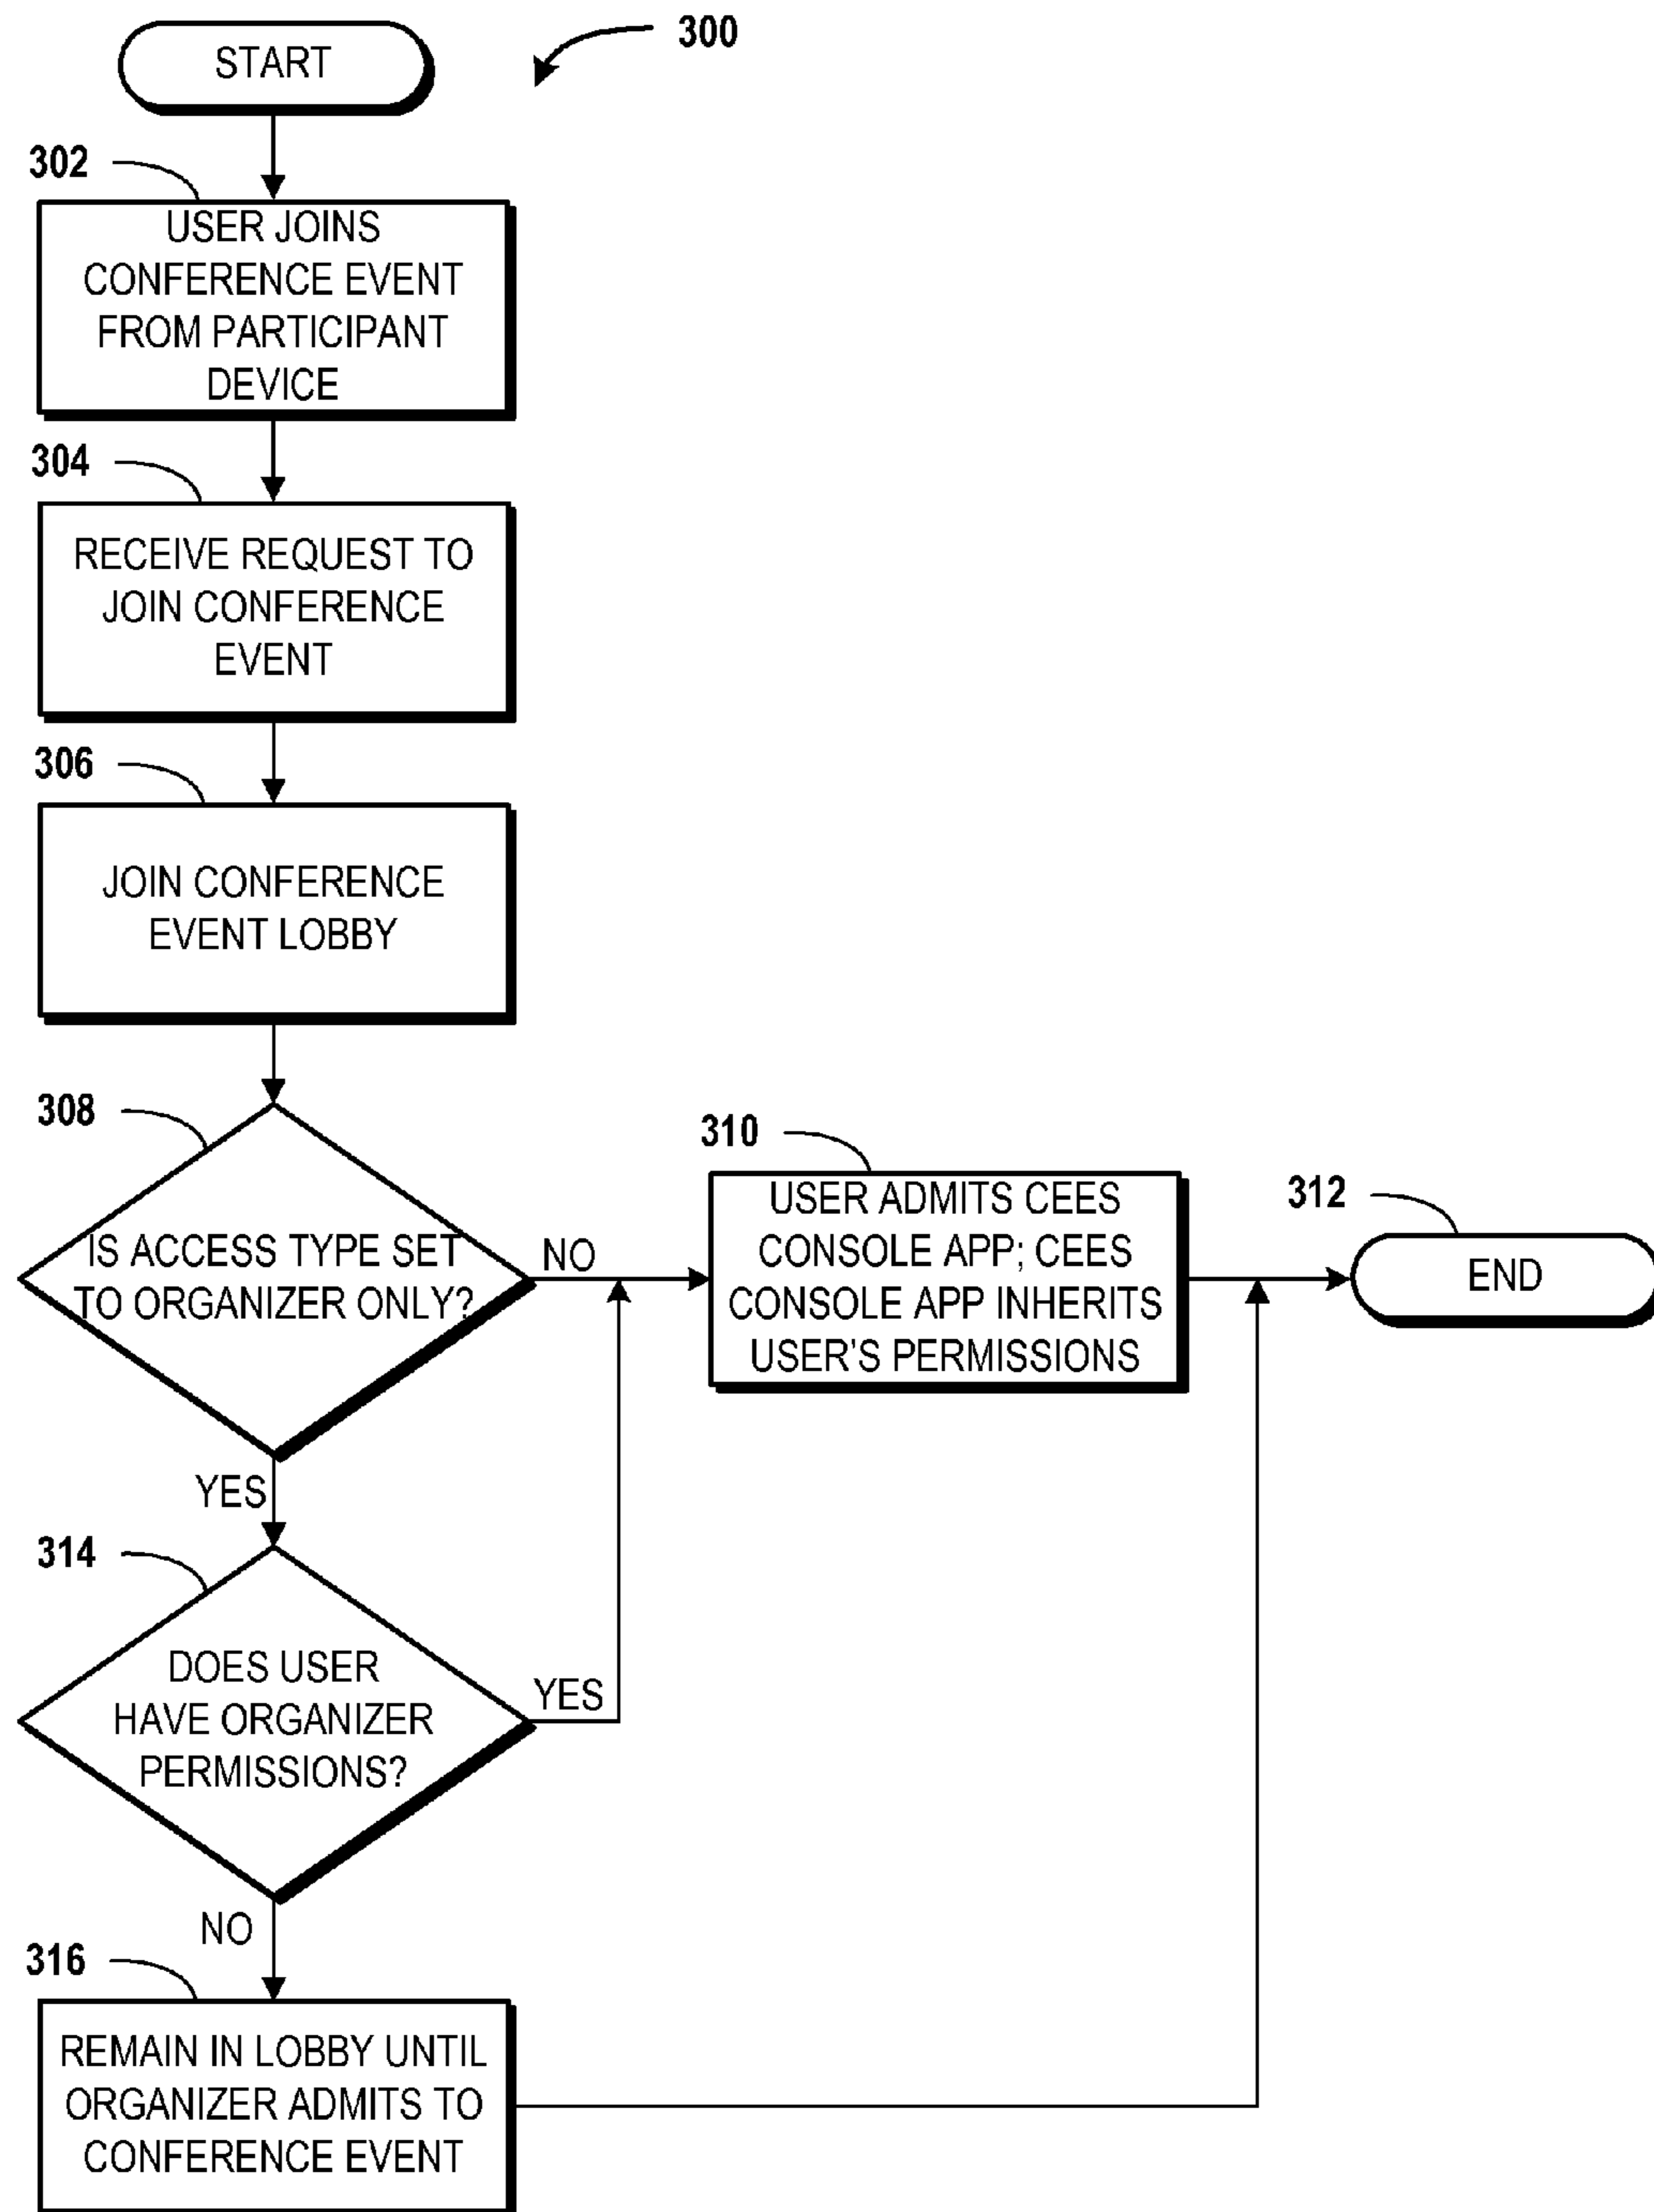 300
START
302
USER JOINS
CONFERENCE EVENT
FROM PARTICIPANT
DEVICE
304
RECEIVE REQUEST TO
JOIN CONFERENCE
EVENT
306
JOIN CONFERENCE
EVENT LOBBY
308
IS ACCESS TYPE SET
TO ORGANIZER ONLY?
NO
310
USER ADMITS CEES
CONSOLE APP; CEES
CONSOLE APP INHERITS
USER'S PERMISSIONS
312
END
YES
314
DOES USER
HAVE ORGANIZER
PERMISSIONS?
YES
NO
316
REMAIN IN LOBBY UNTIL
ORGANIZER ADMITS TO
CONFERENCE EVENT